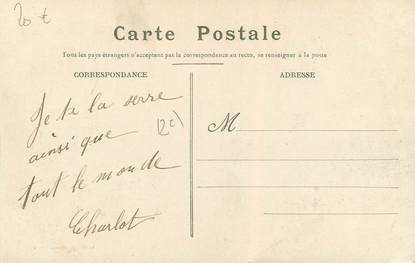 20 €
Carte Postale
Tous les pays étrangers n'acceptent pas la correspondance au recto, se renseigner à la poste
CORRESPONDANCE
ADRESSE
Je te la serre
ainsi que
(2c)
tout le monde
Charlot
M